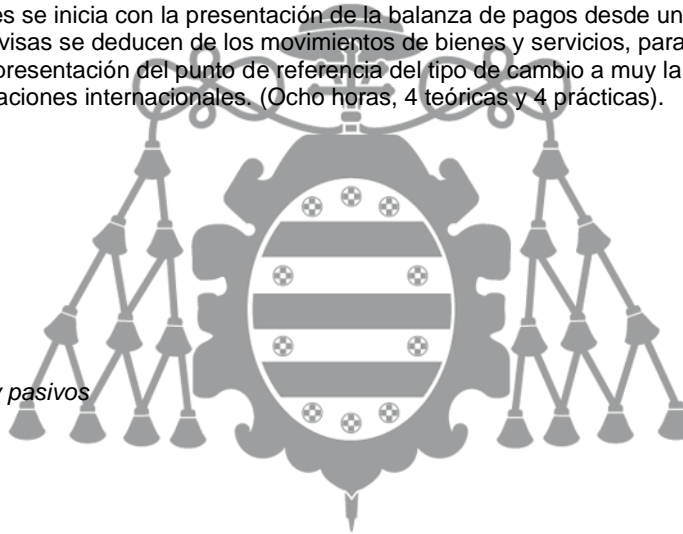 es se inicia con la presentación de la balanza de pagos desde un
visas se deducen de los movimientos de bienes y servicios, para
presentación del punto de referencia del tipo de cambio a muy la
aciones internacionales. (Ocho horas, 4 teóricas y 4 prácticas).
y pasivos